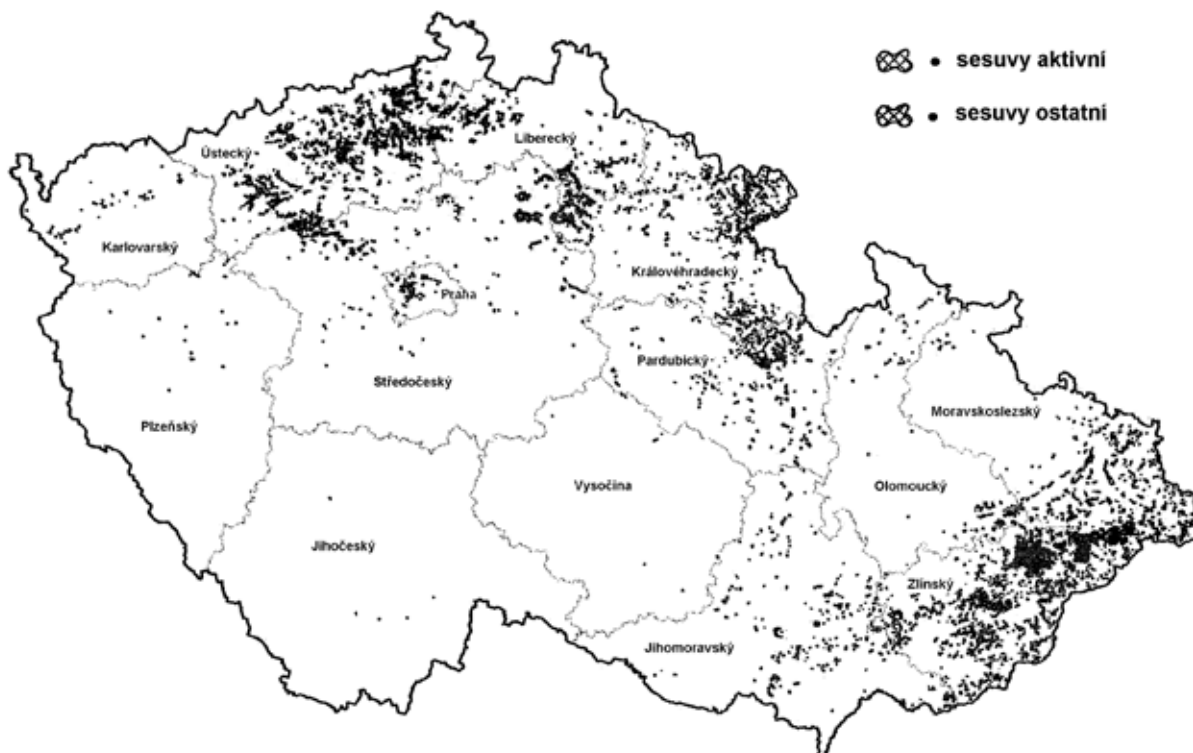 sesuvy aktivní
sesuvy ostatní
Liberecký
Ústecký
Karlovarský
Královéhradecký
Praha
Pardubický
Středočeský
Moravskoslezský
Plzeňský
Vysočina
Olomoucký
Jihočeský
Zlínský
Jihomoravský